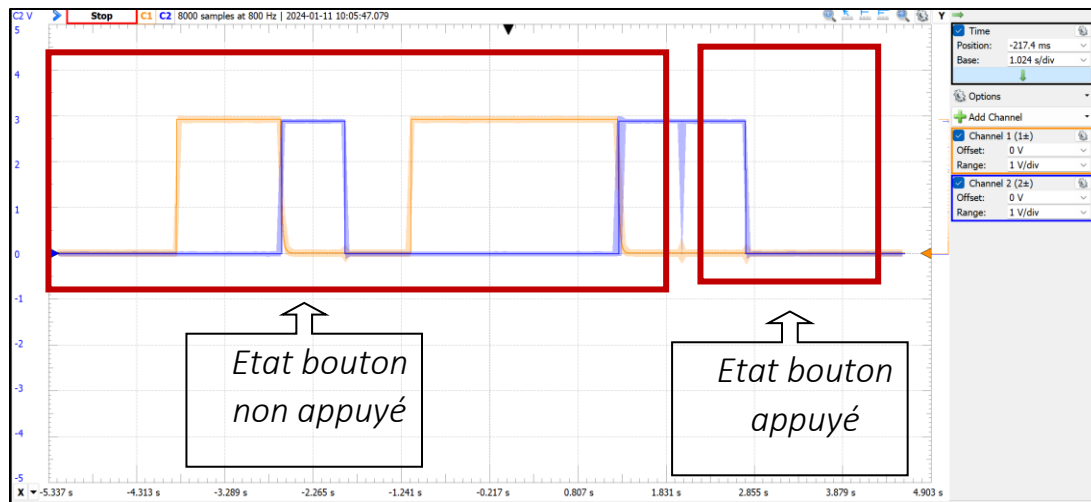 C2 V Stop C1 C2 8000 samples at 800 Hz | 2024-01-11 10:05:47.079 Y
5
4
3
2
1
0
-1
-2
-3
-4
-5
X -5.337 s -4.313 s -3.289 s -2.265 s -1.241 s -0.217 s 0.807 s 1.831 s 2.855 s 3.879 s 4.903 s
Etat bouton
non appuyé
Etat bouton
appuyé
Time
Position: -217.4 ms
Base: 1.024 s/div
Options
Add Channel
Channel 1 (1±)
Offset: 0 V
Range: 1 V/div
Channel 2 (2±)
Offset: 0 V
Range: 1 V/div